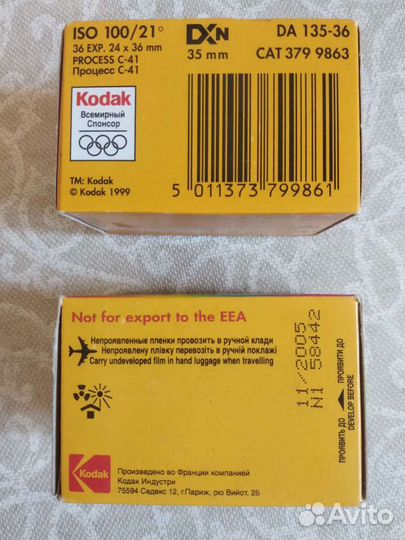 ISO 100/21° DXN DA 135-36
36 EXP. 24 x 36 mm 35 mm CAT 379 9863
PROCESS C-41
Процесс C-41
Kodak
Всемирный
Спонсор
TM: Kodak
© Kodak 1999
5 011373 799861
Not for export to the EEA
Непроявленные пленки провозить в ручной клади
Непроявлену плівку перевозіть в ручній поклажі
Carry undeveloped film in hand luggage when travelling
11/2005
N1 58442
ПРОЯВИТЬ ДО
ПРОЯВИТИ ДО
DEVELOP BEFORE
Kodak
Произведено во Франции компанией
Кодак Индустри
75594 Седекс 12, г.Париж, рю Вийот, 26
Avito